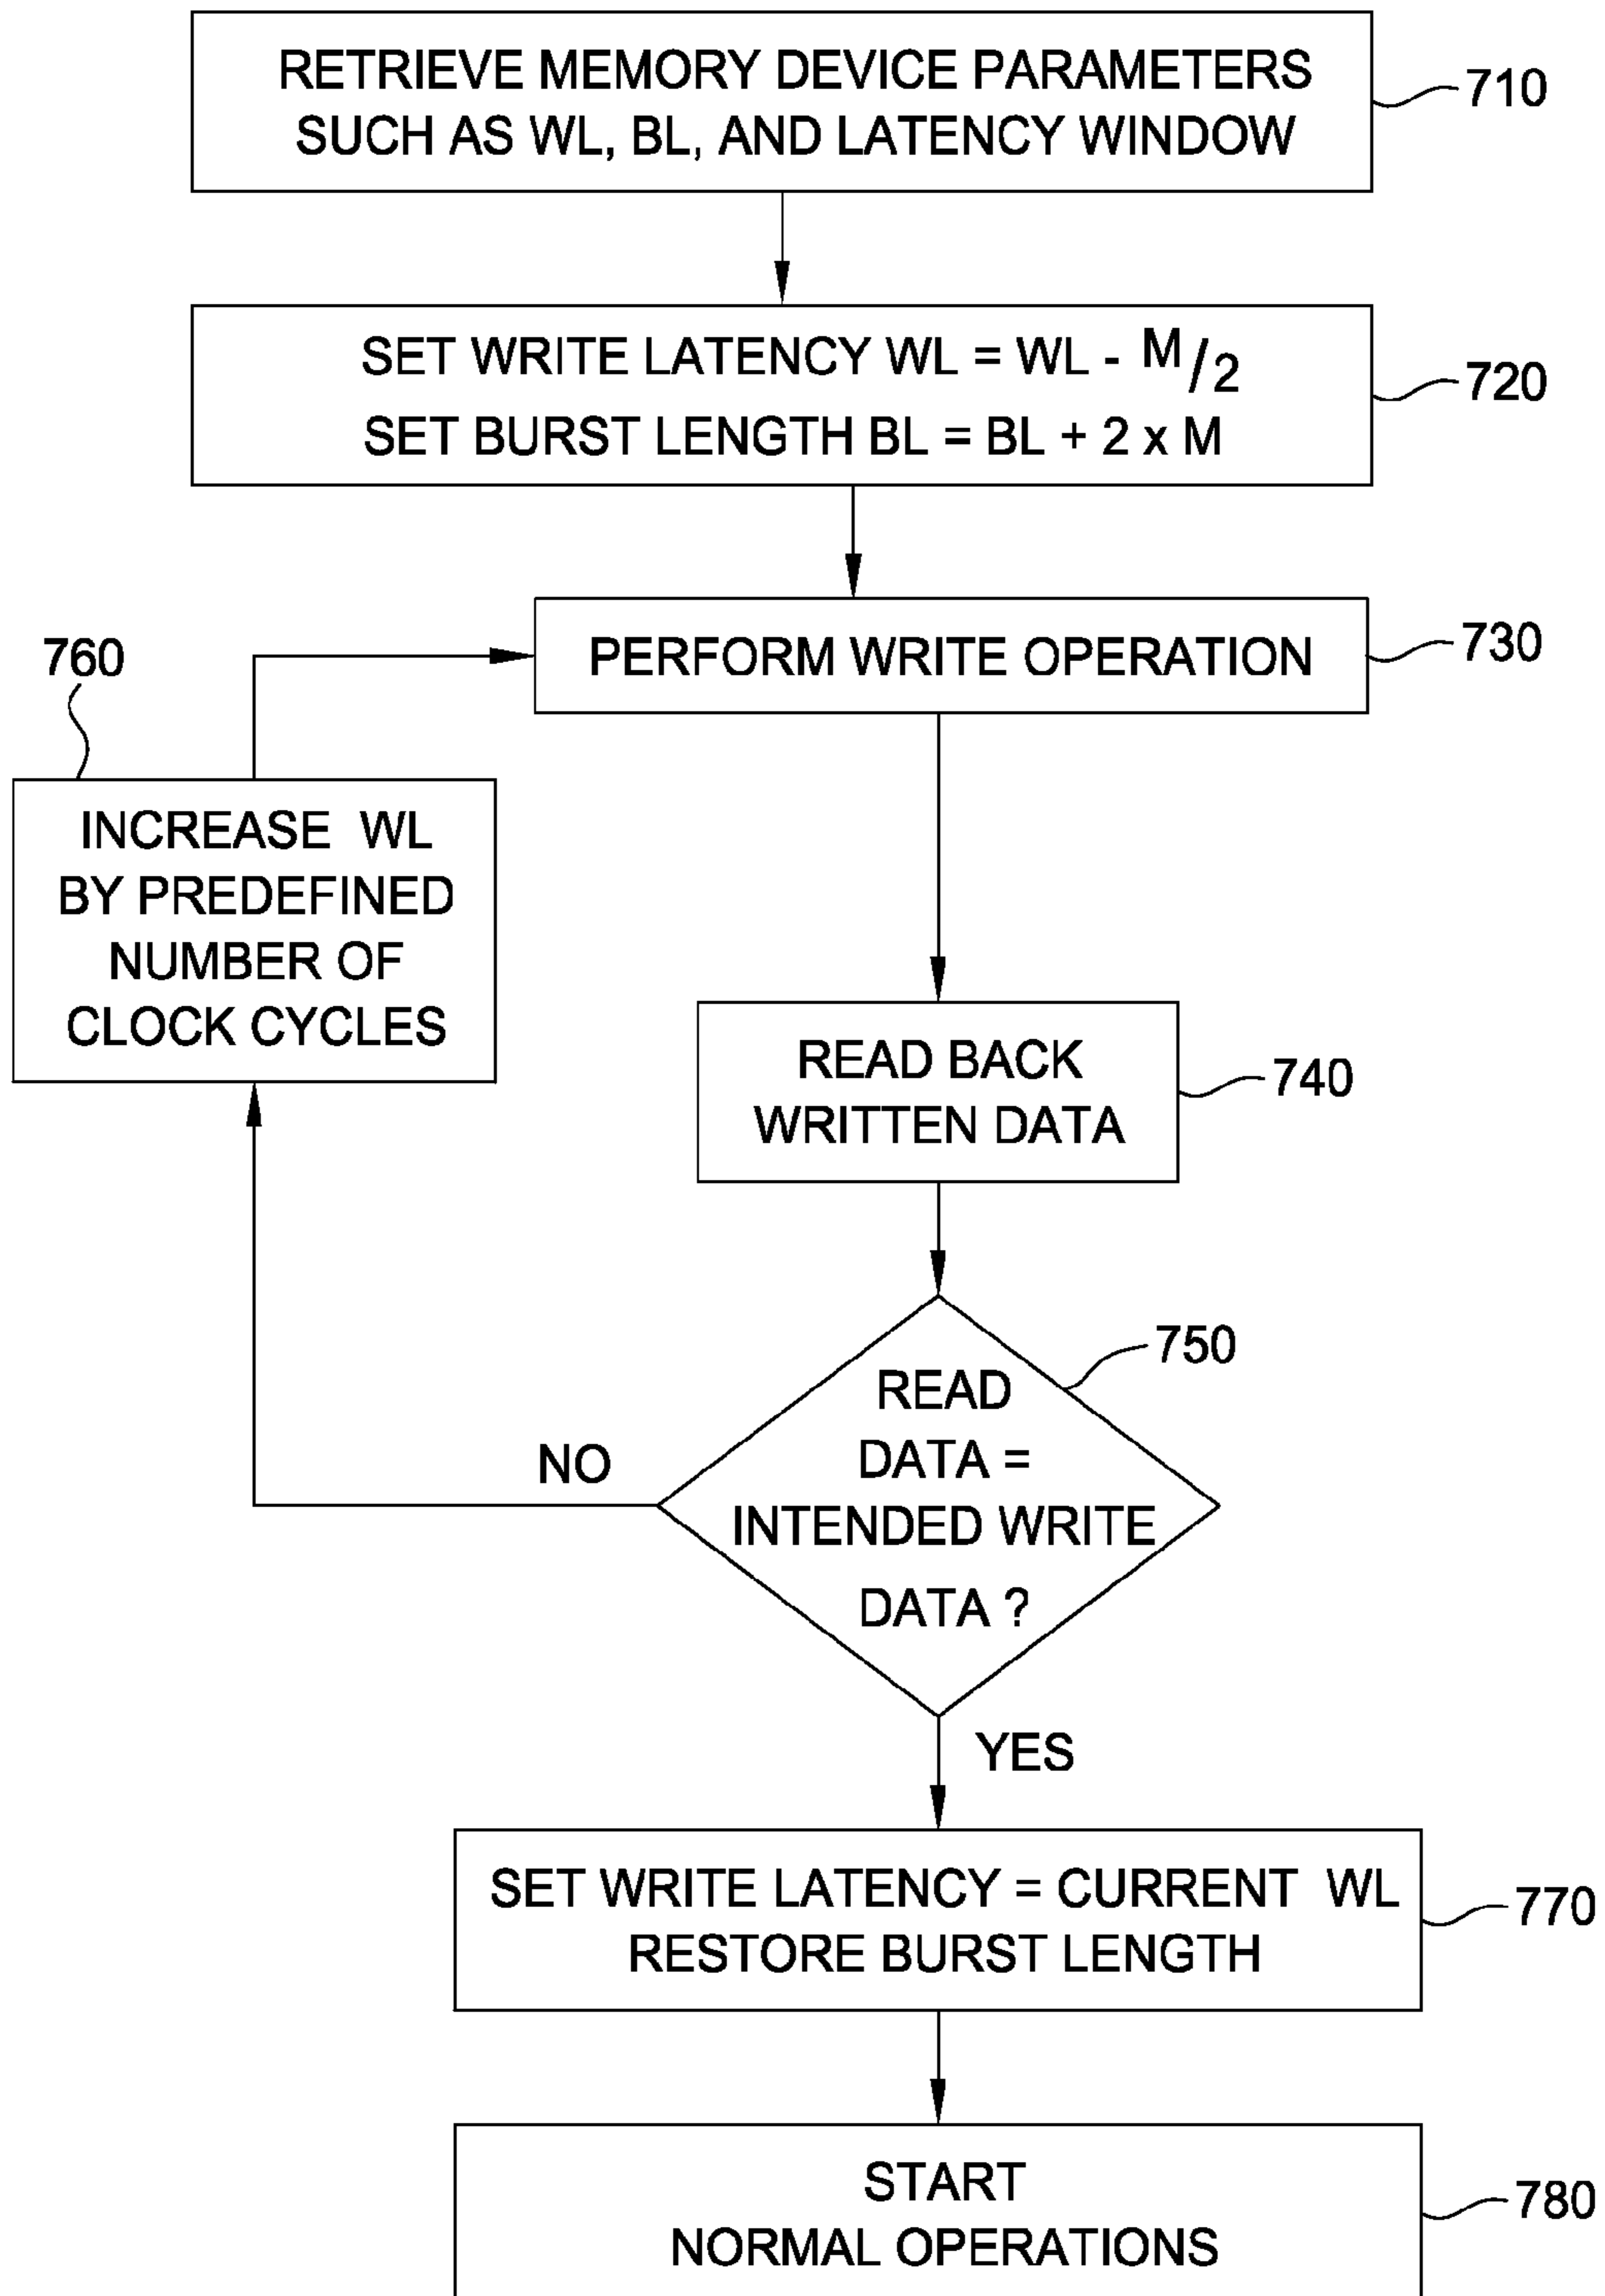 RETRIEVE MEMORY DEVICE PARAMETERS
SUCH AS WL, BL, AND LATENCY WINDOW
710
SET WRITE LATENCY WL = WL - M/2
SET BURST LENGTH BL = BL + 2 x M
720
PERFORM WRITE OPERATION
730
760
INCREASE WL
BY PREDEFINED
NUMBER OF
CLOCK CYCLES
READ BACK
WRITTEN DATA
740
750
READ
DATA =
INTENDED WRITE
DATA ?
NO
YES
SET WRITE LATENCY = CURRENT WL
RESTORE BURST LENGTH
770
START
NORMAL OPERATIONS
780